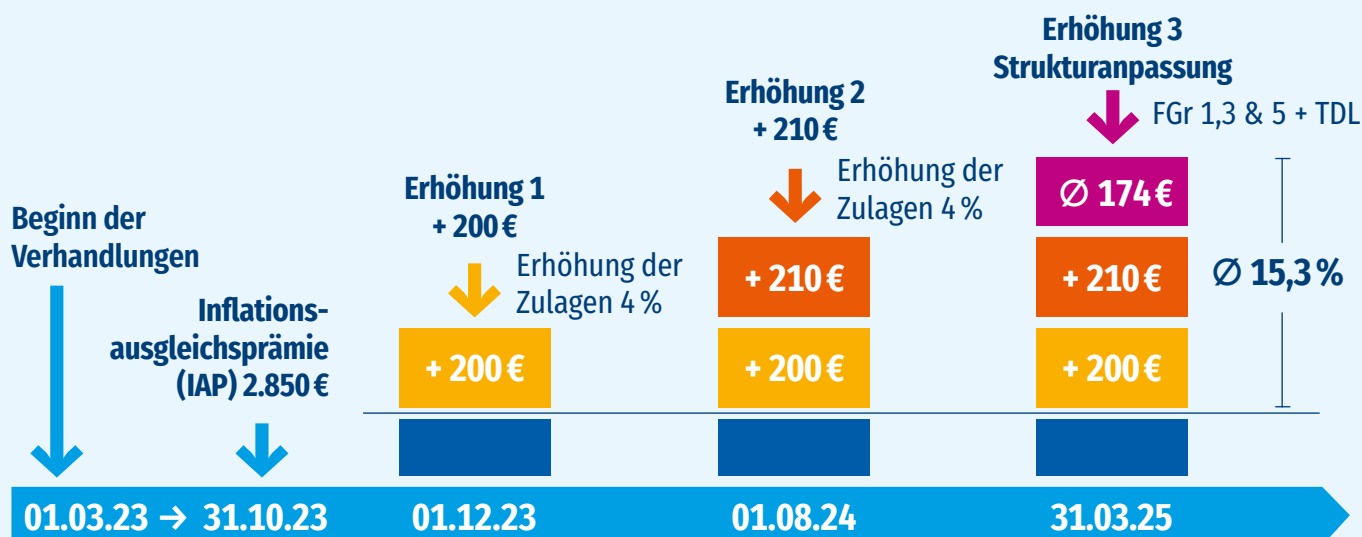 Beginn der
Verhandlungen
Inflations-
ausgleichsprämie
(IAP) 2.850 €
Erhöhung 1
+ 200 €
Erhöhung der
Zulagen 4 %
+ 200 €
Erhöhung 2
+ 210 €
Erhöhung der
Zulagen 4 %
+ 210 €
+ 200 €
Erhöhung 3
Strukturanpassung
FGr 1,3 & 5 + TDL
Ø 174 €
+ 210 €
+ 200 €
Ø 15,3 %
01.03.23 → 31.10.23 01.12.23 01.08.24 31.03.25